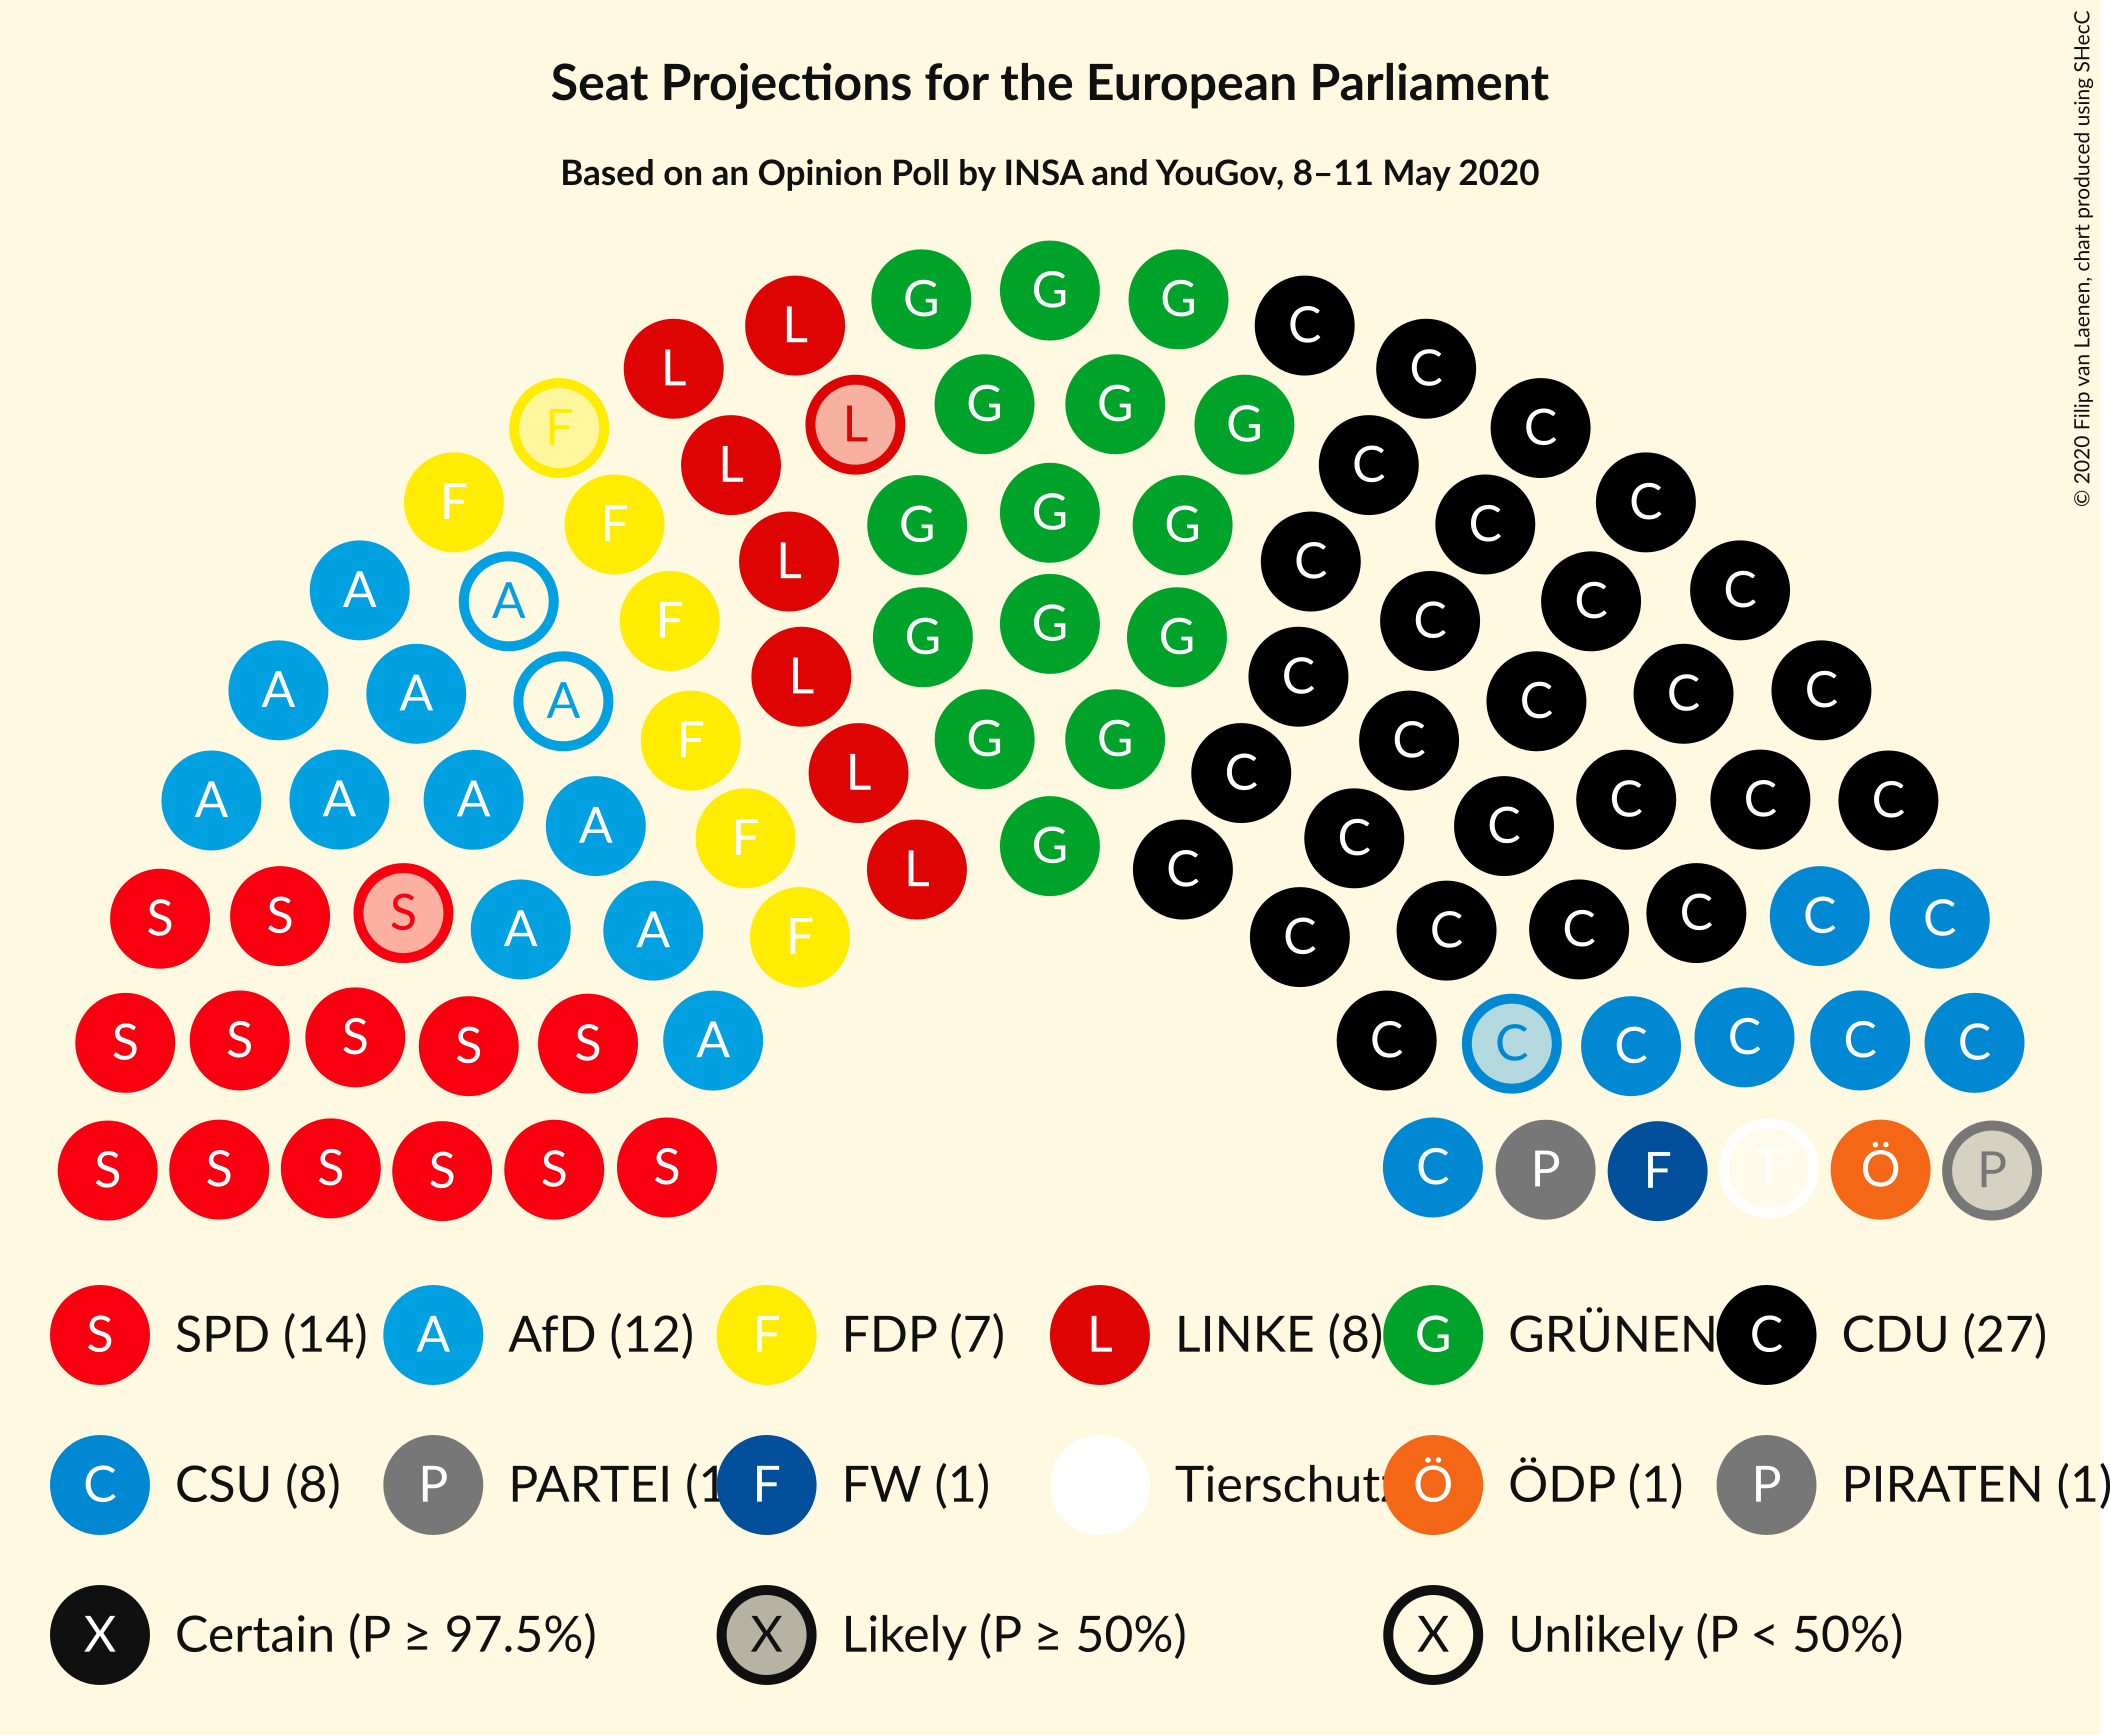 Seat Projections for the European Parliament
Based on an Opinion Poll by INSA and YouGov, 8–11 May 2020
© 2020 Filip van Laenen, chart produced using SHecC
G G G
L L C C
G G
F L G C
L C
F G F C C
L G G C
A A L C C C
F C
G G G
A A A F L C C C C
F G G C
A A A A F L C C C C C C
F G C
S S S A A F L C C C C C C C
S S S S S A C C C C C C
S S S S S S C P F T Ö P
S SPD (14) A AfD (12) F FDP (7) L LINKE (8) G GRÜNEN C CDU (27)
C CSU (8) P PARTEI (1 F FW (1) Tierschutz Ö ÖDP (1) P PIRATEN (1)
X Certain (P ≥ 97.5%) X Likely (P ≥ 50%) X Unlikely (P < 50%)